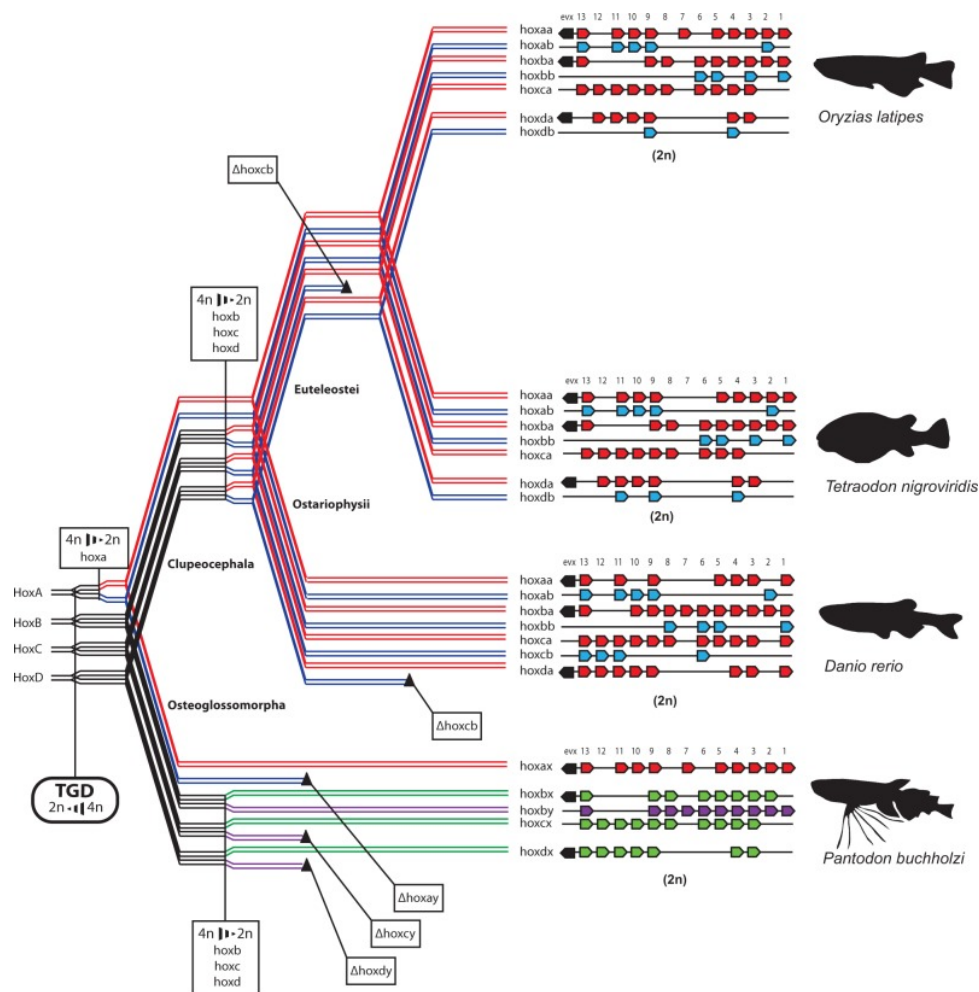 evx 13 12 11 10 9 8 7 6 5 4 3 2 1
hoxaa
hoxab
hoxba
hoxbb
hoxca
hoxda
hoxdb
(2n)
Oryzias latipes
Δhoxcb
4n 2n
hoxb
hoxc
hoxd
Euteleostei
evx 13 12 11 10 9 8 7 6 5 4 3 2 1
hoxaa
hoxab
hoxba
hoxbb
hoxca
hoxda
hoxdb
(2n)
Tetraodon nigroviridis
Ostariophysii
4n 2n
hoxa
Clupeocephala
HoxA
HoxB
HoxC
HoxD
evx 13 12 11 10 9 8 7 6 5 4 3 2 1
hoxaa
hoxab
hoxba
hoxbb
hoxca
hoxcb
hoxda
(2n)
Danio rerio
Osteoglossomorpha
Δhoxcb
TGD
2n 4n
evx 13 12 11 10 9 8 7 6 5 4 3 2 1
hoxax
hoxbx
hoxby
hoxcx
hoxdx
(2n)
Pantodon buchholzi
Δhoxay
Δhoxcy
Δhoxdy
4n 2n
hoxb
hoxc
hoxd